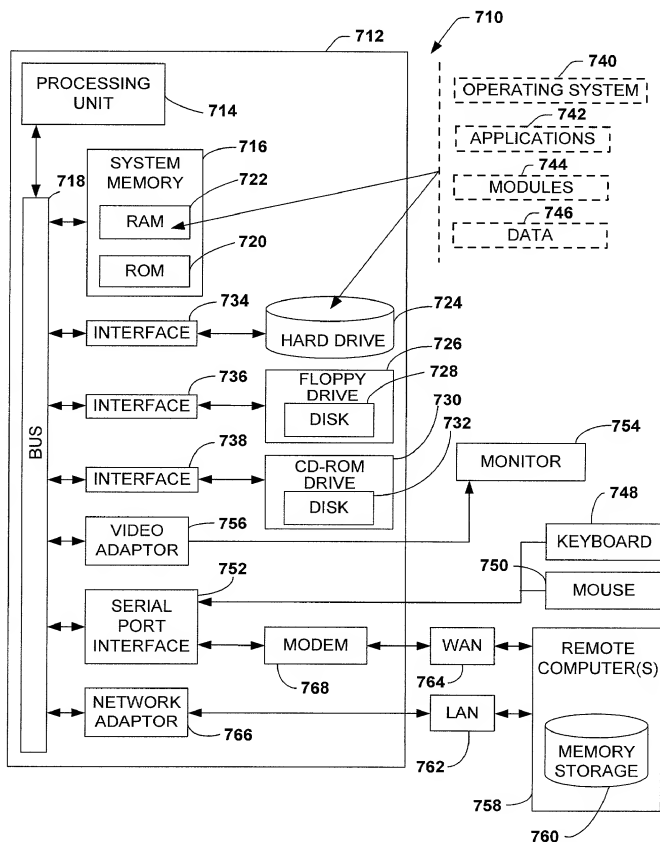 712
710
PROCESSING
UNIT
714
740
OPERATING SYSTEM
742
APPLICATIONS
744
MODULES
746
DATA
716
SYSTEM
MEMORY
718
722
RAM
720
ROM
734
INTERFACE
724
HARD DRIVE
726
736
INTERFACE
FLOPPY
DRIVE
728
DISK
730
738
INTERFACE
732
CD-ROM
DRIVE
DISK
BUS
754
MONITOR
756
VIDEO
ADAPTOR
748
KEYBOARD
750
MOUSE
752
SERIAL
PORT
INTERFACE
MODEM
768
WAN
764
REMOTE
COMPUTER(S)
NETWORK
ADAPTOR
766
LAN
762
MEMORY
STORAGE
758
760